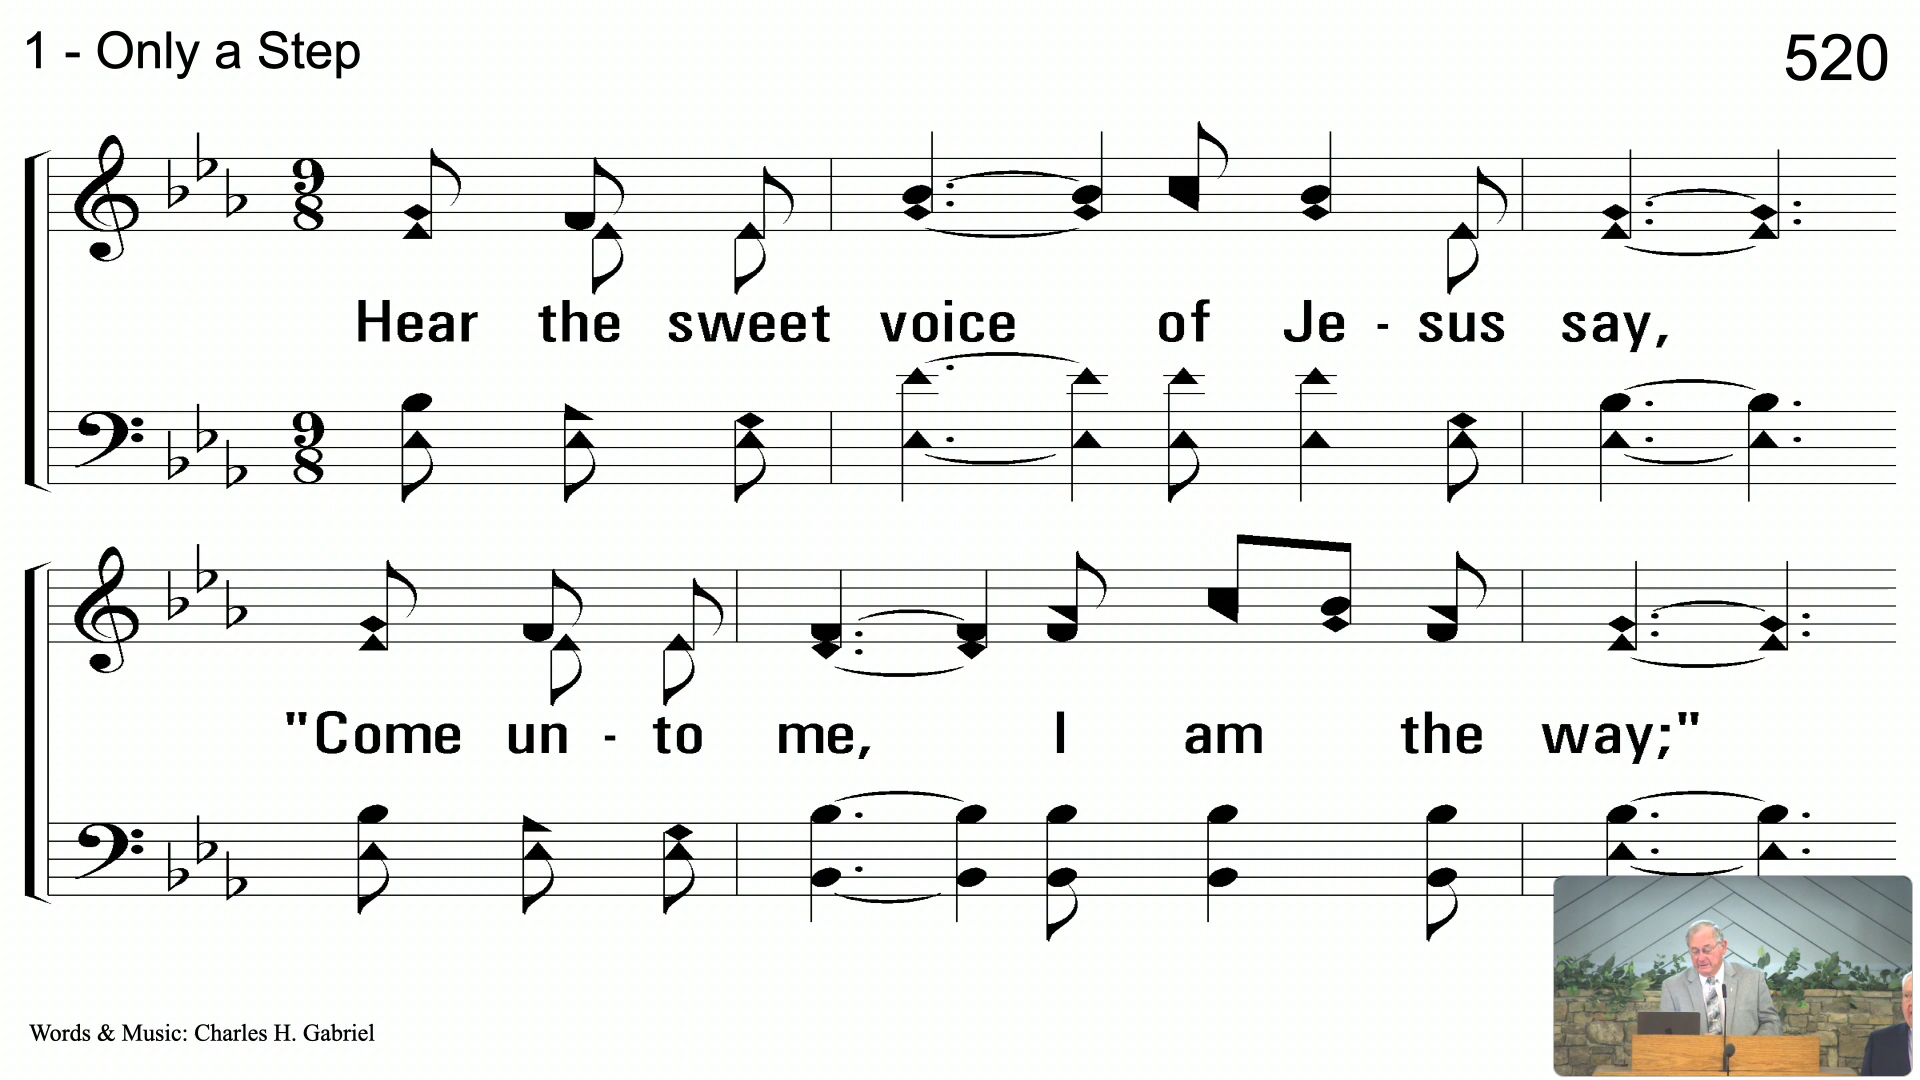 1 - Only a Step
520
9
8
Hear the sweet voice of Je - sus say,
9
8
"Come un - to me, I am the way;"
Words & Music: Charles H. Gabriel